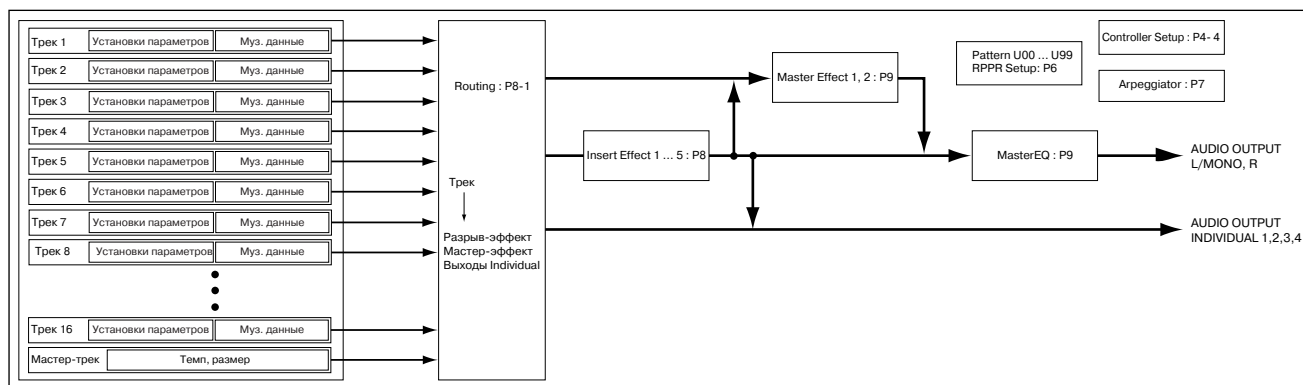 Трек 1 Установки параметров Муз. данные
Трек 2 Установки параметров Муз. данные
Трек 3 Установки параметров Муз. данные
Трек 4 Установки параметров Муз. данные
Трек 5 Установки параметров Муз. данные
Трек 6 Установки параметров Муз. данные
Трек 7 Установки параметров Муз. данные
Трек 8 Установки параметров Муз. данные
Трек 16 Установки параметров Муз. данные
Мастер-трек Темп, размер
Routing : P8-1
Трек
Разрыв-эффект
Мастер-эффект
Выходы Individual
Insert Effect 1 ... 5 : P8
Master Effect 1, 2 : P9
Pattern U00 ... U99
RPPR Setup: P6
Controller Setup : P4- 4
Arpeggiator : P7
MasterEQ : P9
AUDIO OUTPUT
L/MONO, R
AUDIO OUTPUT
INDIVIDUAL 1,2,3,4